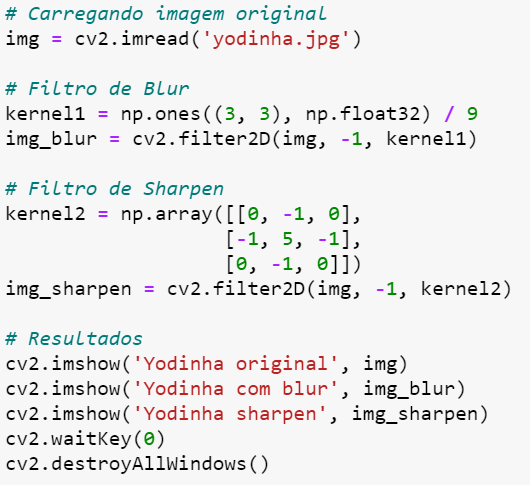 # Carregando imagem original
img = cv2.imread('yodinha.jpg')

# Filtro de Blur
kernel1 = np.ones((3, 3), np.float32) / 9
img_blur = cv2.filter2D(img, -1, kernel1)

# Filtro de Sharpen
kernel2 = np.array([[0, -1, 0],
                    [-1, 5, -1],
                    [0, -1, 0]])
img_sharpen = cv2.filter2D(img, -1, kernel2)

# Resultados
cv2.imshow('Yodinha original', img)
cv2.imshow('Yodinha com blur', img_blur)
cv2.imshow('Yodinha sharpen', img_sharpen)
cv2.waitKey(0)
cv2.destroyAllWindows()